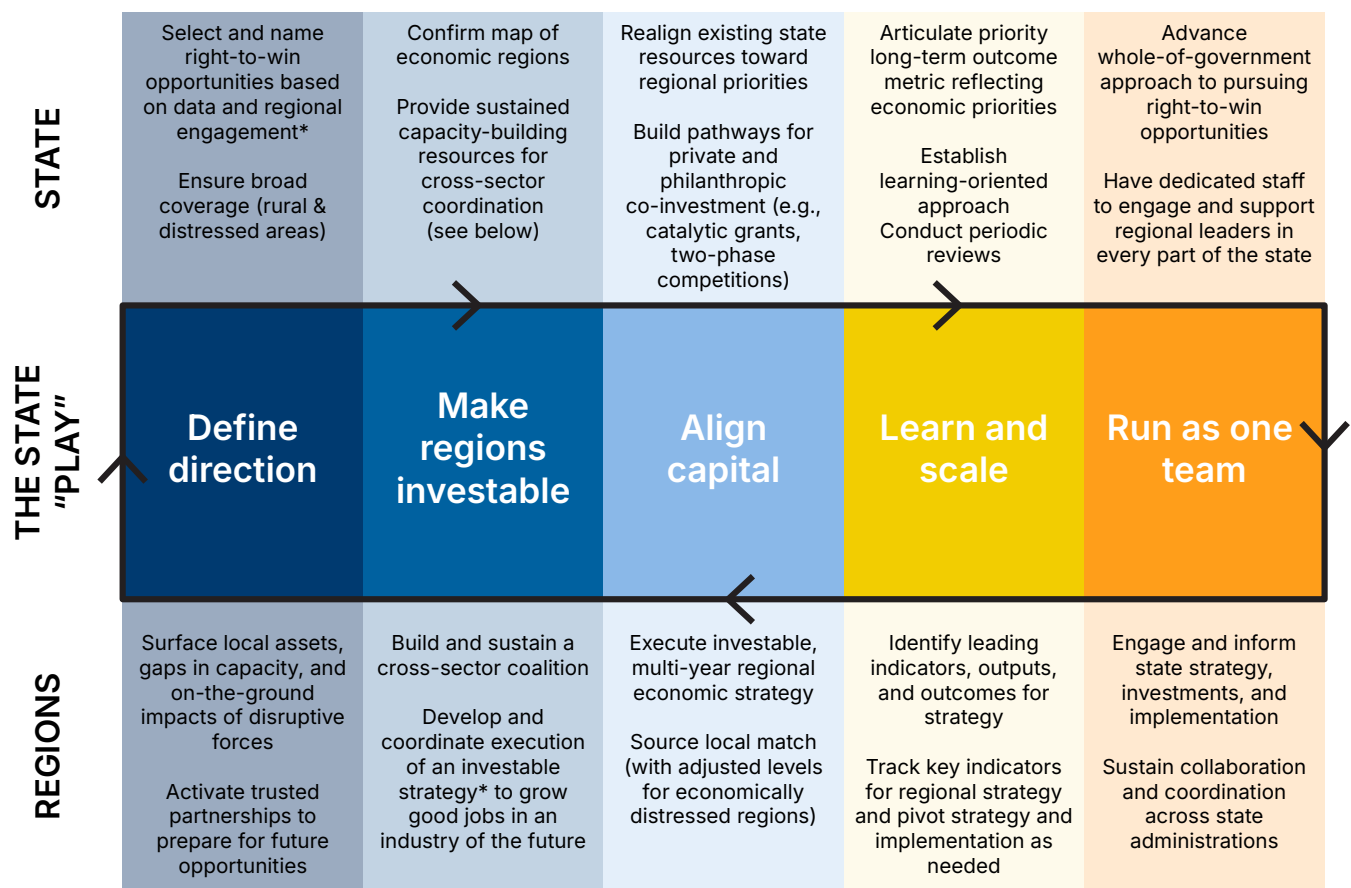 STATE
Select and name
right-to-win
opportunities based
on data and regional
engagement*
Ensure broad
coverage (rural &
distressed areas)
Confirm map of
economic regions
Provide sustained
capacity-building
resources for
cross-sector
coordination
(see below)
Realign existing state
resources toward
regional priorities
Build pathways for
private and
philanthropic
co-investment (e.g.,
catalytic grants,
two-phase
competitions)
Articulate priority
long-term outcome
metric reflecting
economic priorities
Establish
learning-oriented
approach
Conduct periodic
reviews
Advance
whole-of-government
approach to pursuing
right-to-win
opportunities
Have dedicated staff
to engage and support
regional leaders in
every part of the state
THE STATE
"PLAY"
Define
direction
Make
regions
investable
Align
capital
Learn and
scale
Run as one
team
REGIONS
Surface local assets,
gaps in capacity, and
on-the-ground
impacts of disruptive
forces
Activate trusted
partnerships to
prepare for future
opportunities
Build and sustain a
cross-sector coalition
Develop and
coordinate execution
of an investable
strategy* to grow
good jobs in an
industry of the future
Execute investable,
multi-year regional
economic strategy
Source local match
(with adjusted levels
for economically
distressed regions)
Identify leading
indicators, outputs,
and outcomes for
strategy
Track key indicators
for regional strategy
and pivot strategy and
implementation as
needed
Engage and inform
state strategy,
investments, and
implementation
Sustain collaboration
and coordination
across state
administrations